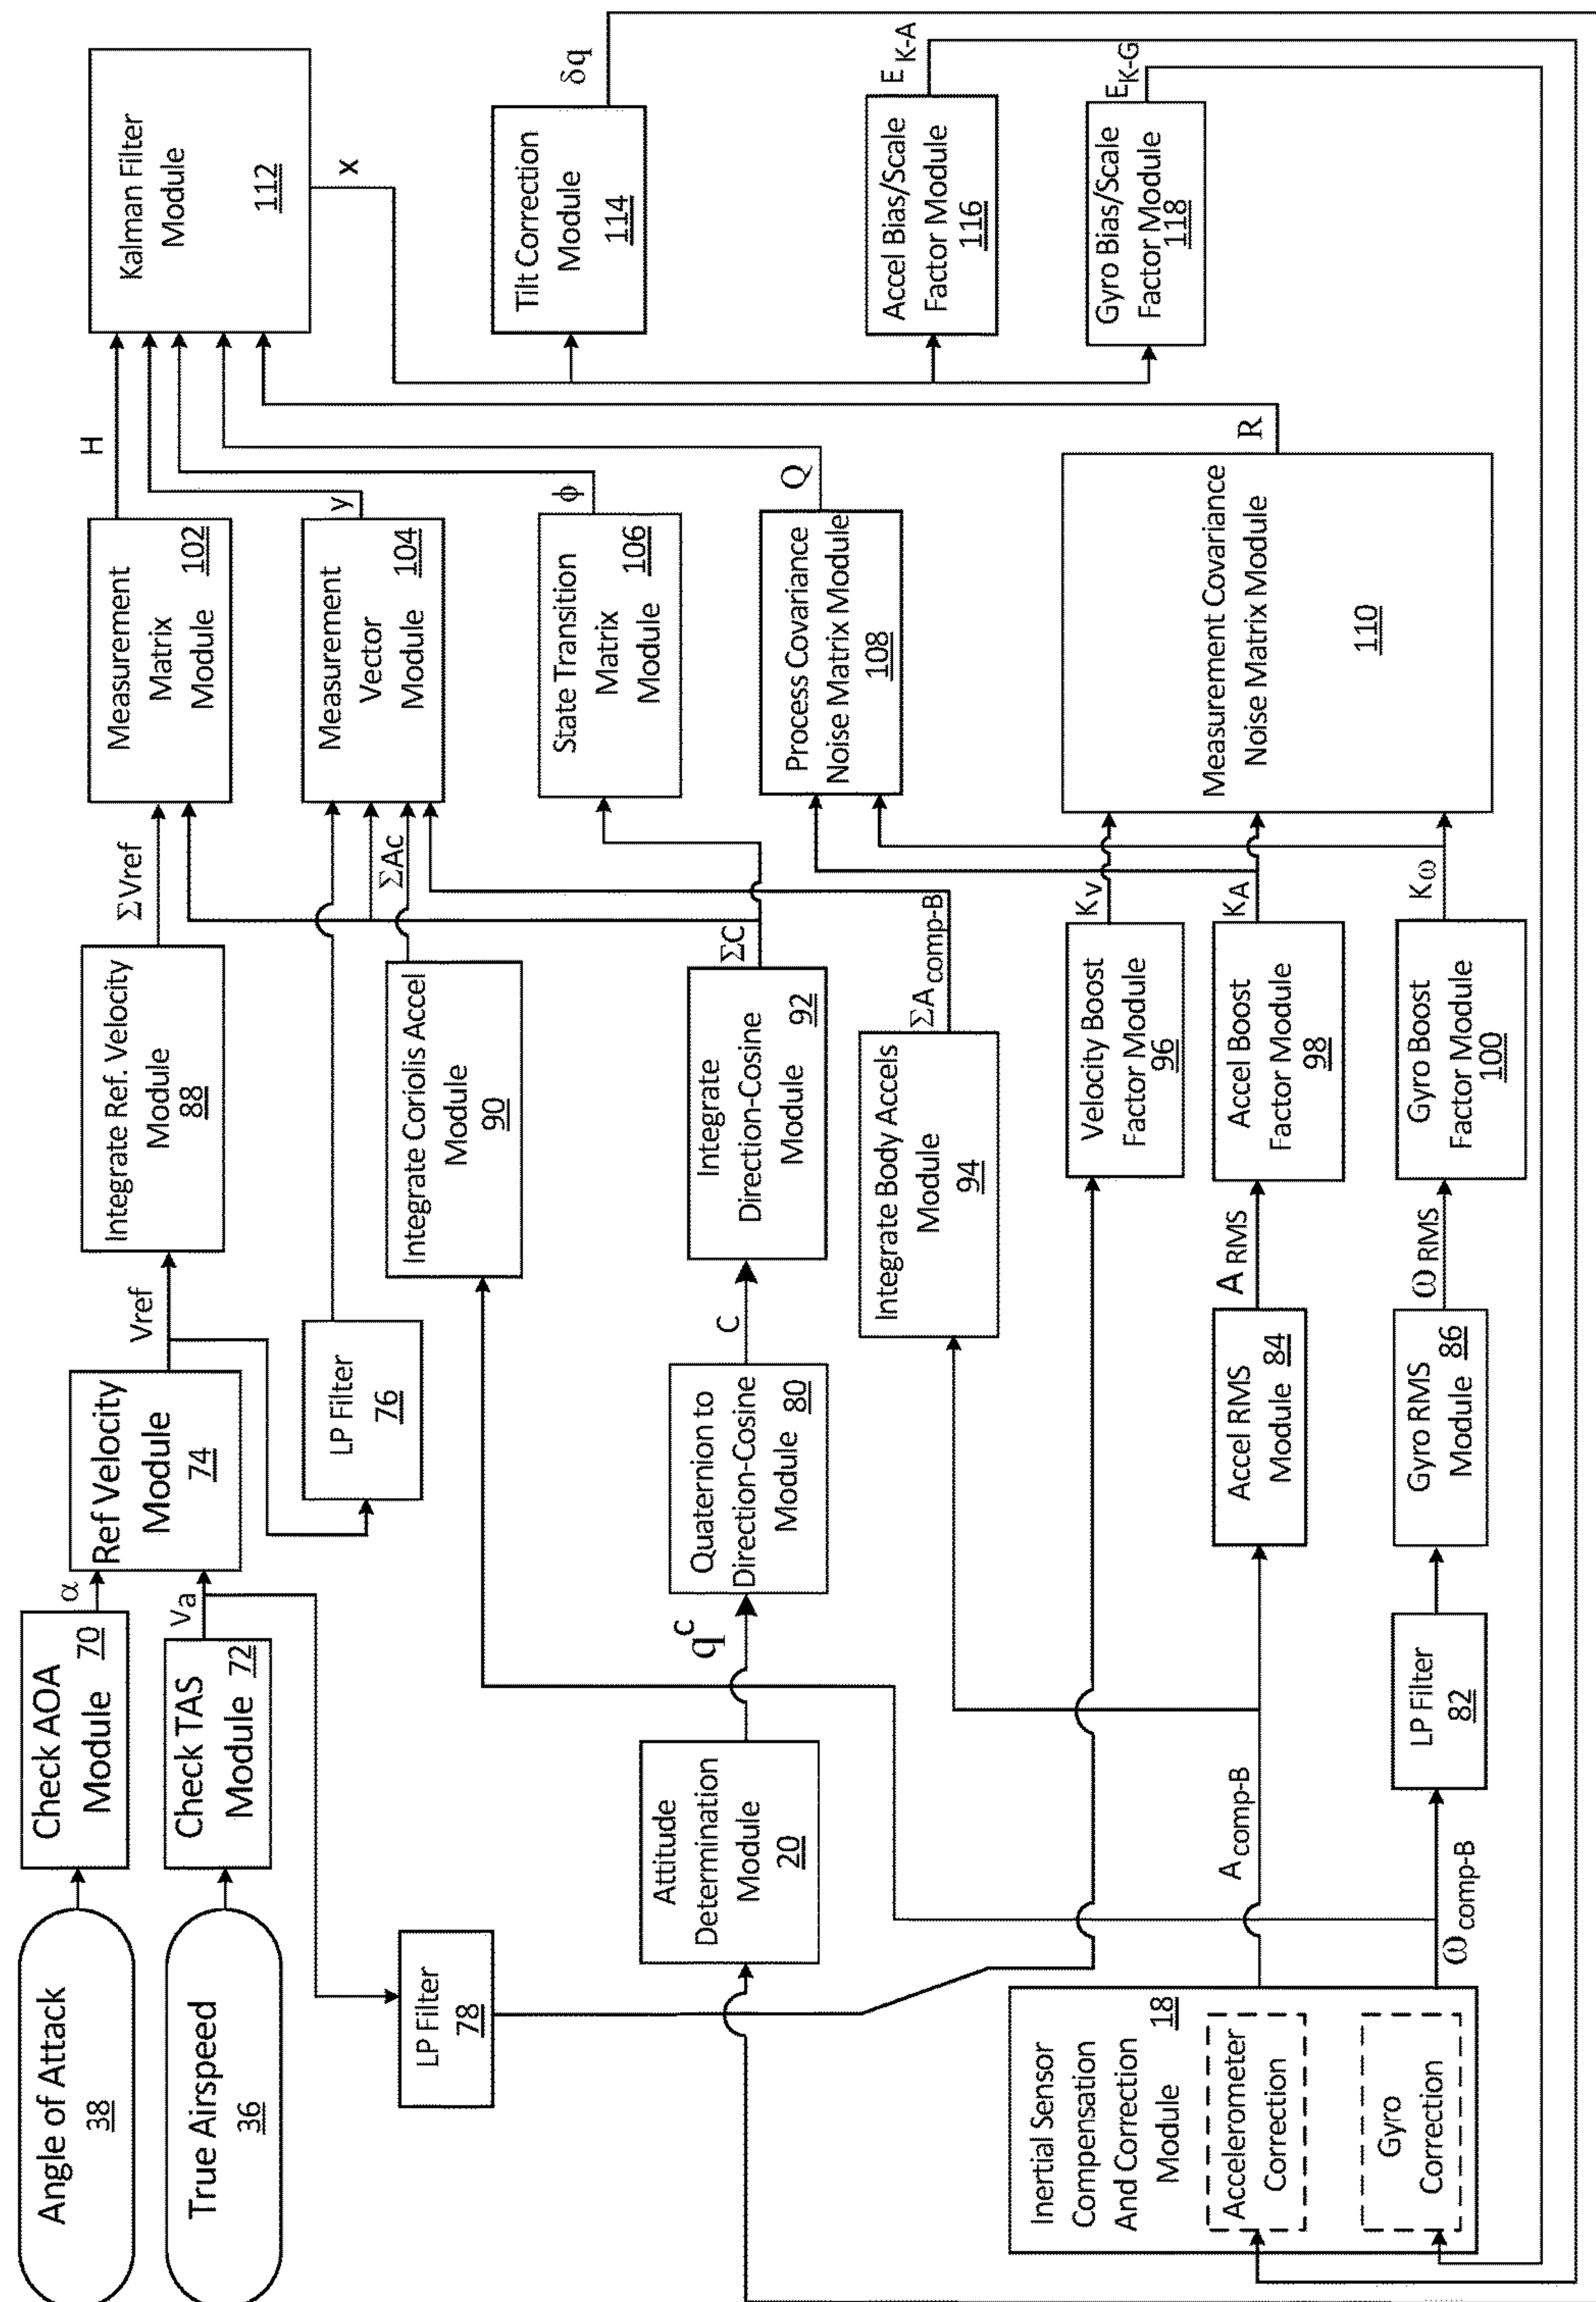 Angle of Attack
38
Check AOA
Module
70
α
True Airspeed
36
Check TAS
Module
72
Va
Ref Velocity
Module
74
Vref
LP Filter
76
LP Filter
78
Integrate Ref. Velocity
Module
88
ΣVref
Integrate Coriolis Accel
Module
90
ΣAc
Attitude
Determination
Module
20
q^c
Quaternion to
Direction-Cosine
Module
80
C
Integrate
Direction-Cosine
Module
92
ΣC
Integrate Body Accels
Module
94
ΣA comp-B
Inertial Sensor
Compensation
And Correction
Module
18
Accelerometer
Correction
Gyro
Correction
A comp-B
ω comp-B
LP Filter
82
Accel RMS
Module
84
A RMS
Gyro RMS
Module
86
ω RMS
Velocity Boost
Factor Module
96
Kv
Accel Boost
Factor Module
98
KA
Gyro Boost
Factor Module
100
Kω
Measurement
Matrix
Module
102
H
Measurement
Vector
Module
104
y
State Transition
Matrix
Module
106
ϕ
Process Covariance
Noise Matrix Module
108
Q
Measurement Covariance
Noise Matrix Module
110
R
Kalman Filter
Module
112
x
Tilt Correction
Module
114
δq
Accel Bias/Scale
Factor Module
116
E K-A
Gyro Bias/Scale
Factor Module
118
E K-G